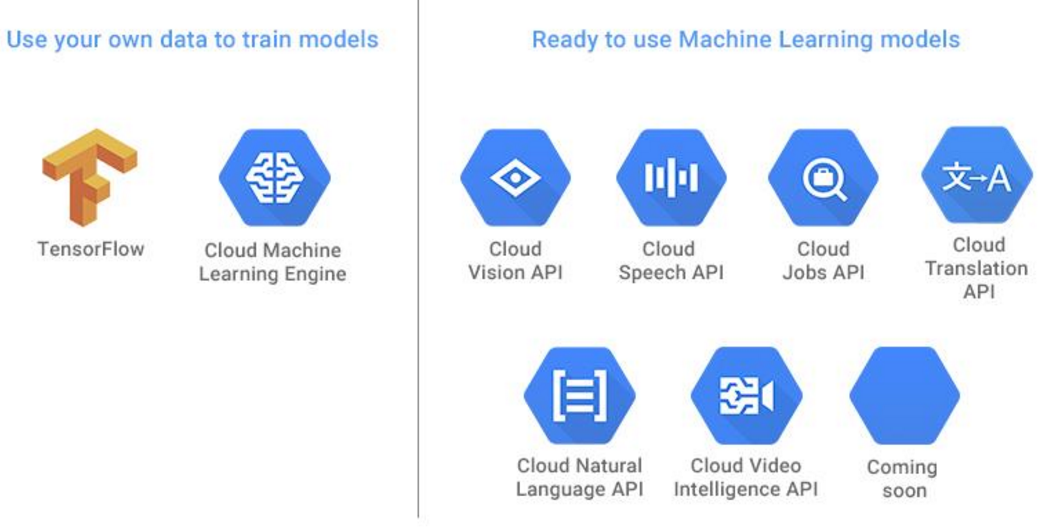 Use your own data to train models
Ready to use Machine Learning models
TensorFlow
Cloud Machine
Learning Engine
Cloud
Vision API
Cloud
Speech API
Cloud
Jobs API
文→A
Cloud
Translation
API
Cloud Natural
Language API
Cloud Video
Intelligence API
Coming
soon